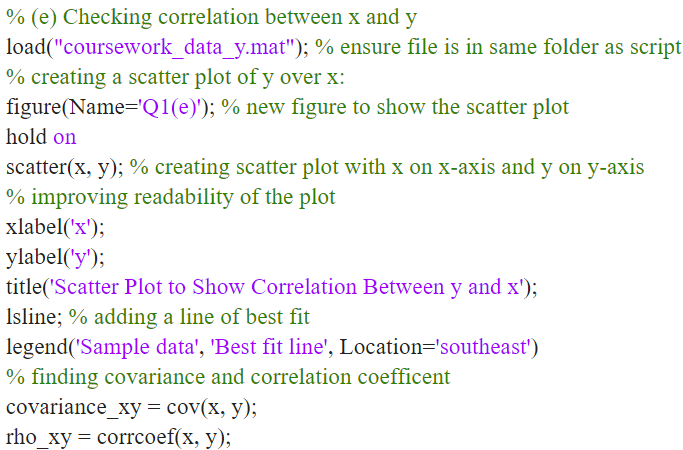 % (e) Checking correlation between x and y
load("coursework_data_y.mat"); % ensure file is in same folder as script
% creating a scatter plot of y over x:
figure(Name='Q1(e)'); % new figure to show the scatter plot
hold on
scatter(x, y); % creating scatter plot with x on x-axis and y on y-axis
% improving readability of the plot
xlabel('x');
ylabel('y');
title('Scatter Plot to Show Correlation Between y and x');
lsline; % adding a line of best fit
legend('Sample data', 'Best fit line', Location='southeast')
% finding covariance and correlation coefficent
covariance_xy = cov(x, y);
rho_xy = corrcoef(x, y);